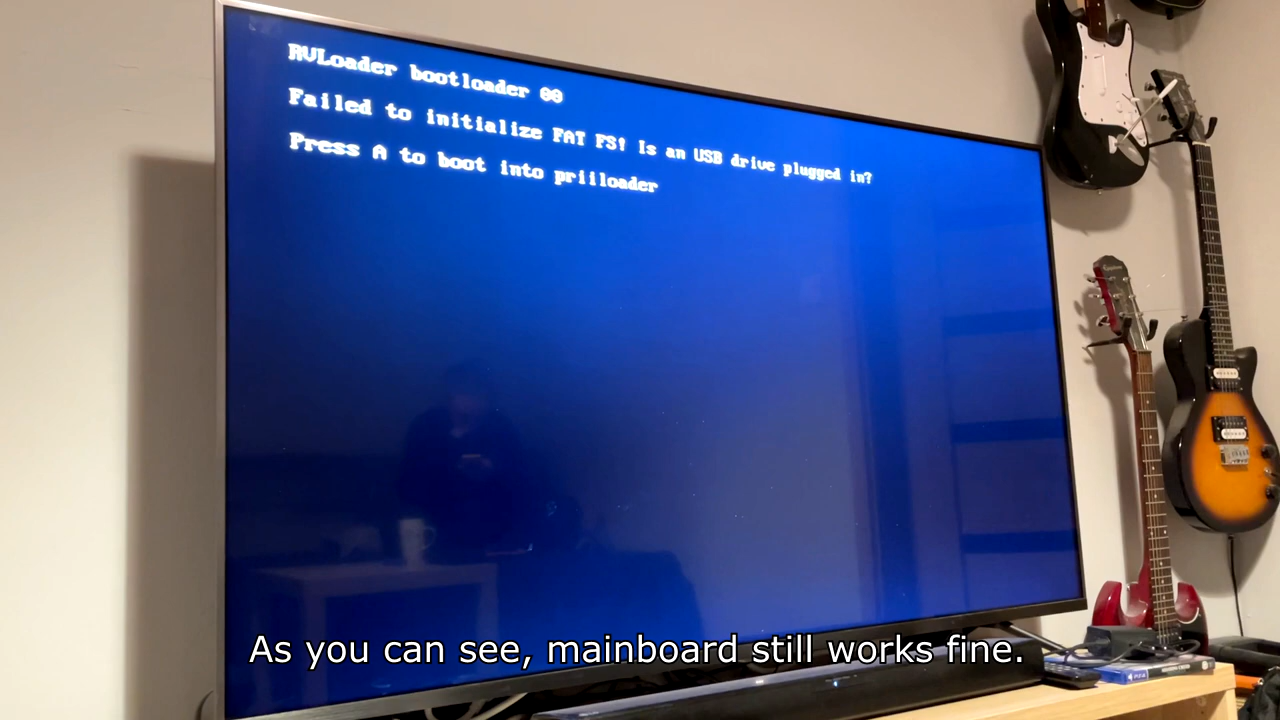 RVLoader bootloader 00
Failed to initialize FAT FS! Is an USB drive plugged in?
Press A to boot into priiloader
As you can see, mainboard still works fine.